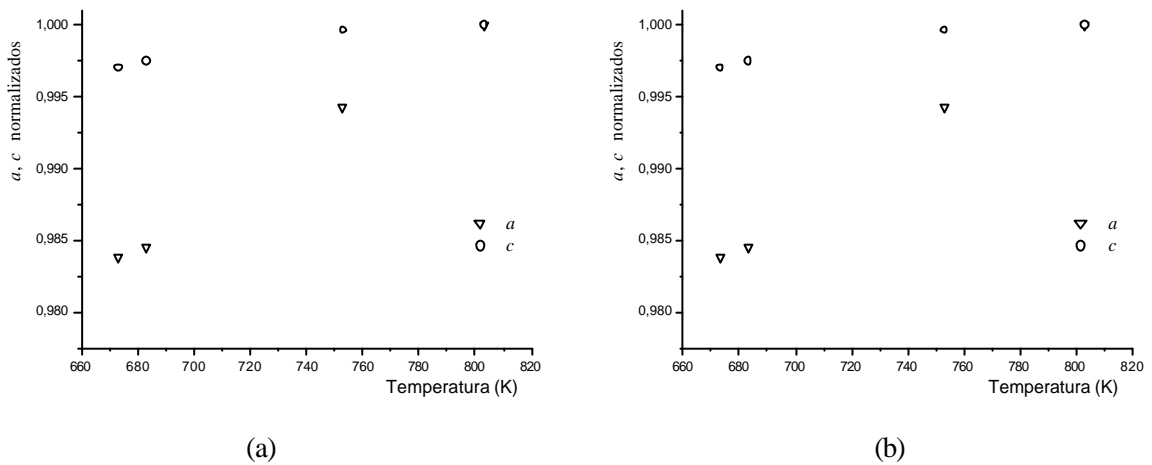 a, c normalizados
1,000
0,995
0,990
0,985
0,980
660 680 700 720 740 760 780 800 820
Temperatura (K)
a
c
(a)
a, c normalizados
1,000
0,995
0,990
0,985
0,980
660 680 700 720 740 760 780 800 820
Temperatura (K)
a
c
(b)